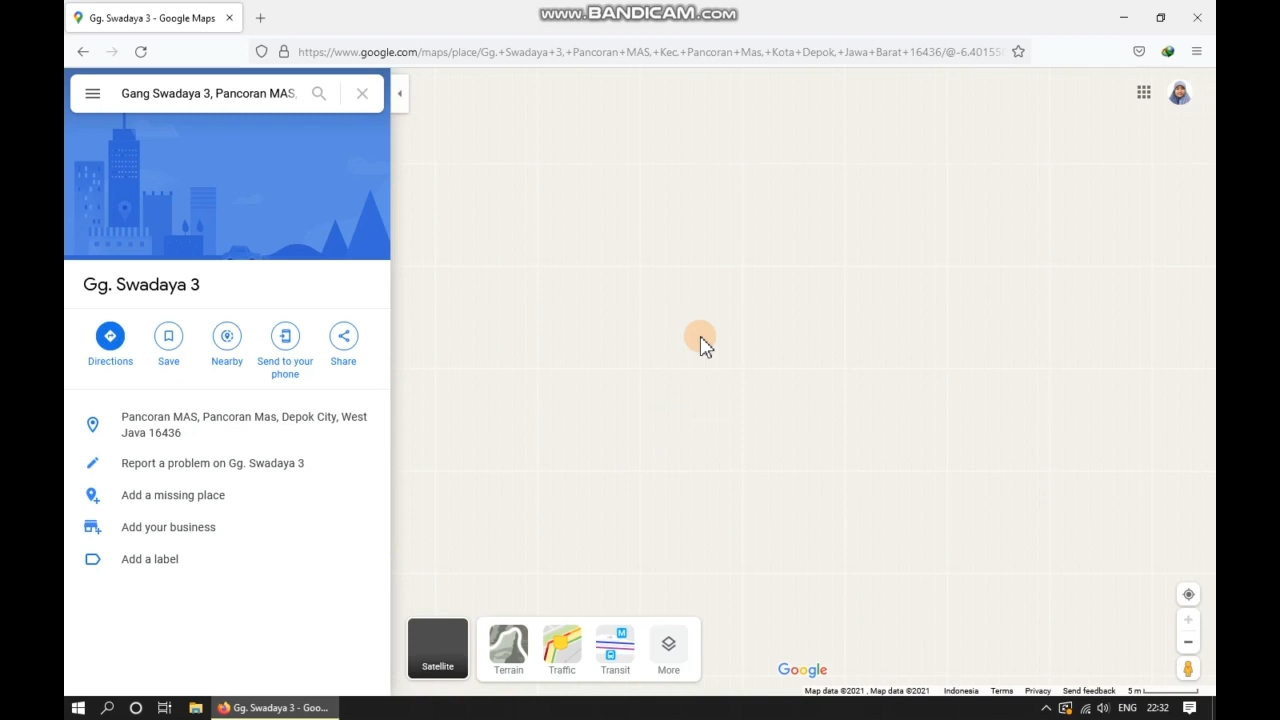 www.BANDICAM.com
Gg. Swadaya 3 - Google Maps
https://www.google.com/maps/place/Gg.+Swadaya+3,+Pancoran+MAS,+Kec.+Pancoran+Mas,+Kota+Depok,+Jawa+Barat+16436/@-6.401550
Gang Swadaya 3, Pancoran MAS,
Gg. Swadaya 3
Directions
Save
Nearby
Send to your
phone
Share
Pancoran MAS, Pancoran Mas, Depok City, West
Java 16436
Report a problem on Gg. Swadaya 3
Add a missing place
Add your business
Add a label
Satellite
Terrain
Traffic
M
Transit
More
Google
Map data ©2021 , Map data ©2021 Indonesia Terms Privacy Send feedback 5 m
Gg. Swadaya 3 - Goo...
ENG 22:32